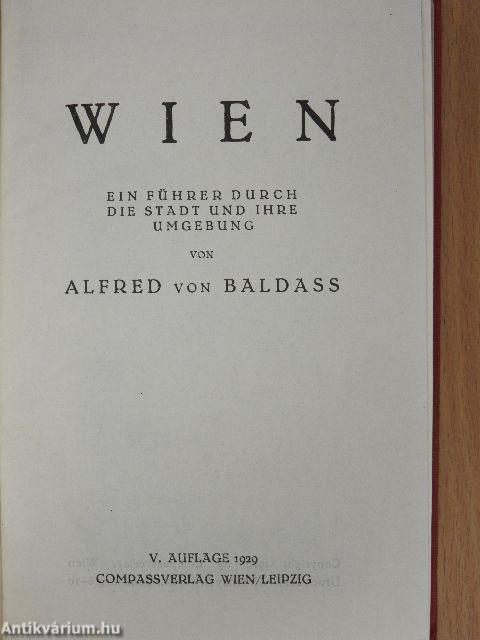 WIEN
EIN FÜHRER DURCH
DIE STADT UND IHRE
UMGEBUNG
VON
ALFRED VON BALDASS
V. AUFLAGE 1929
COMPASSVERLAG WIEN/LEIPZIG
Antikvárium.hu